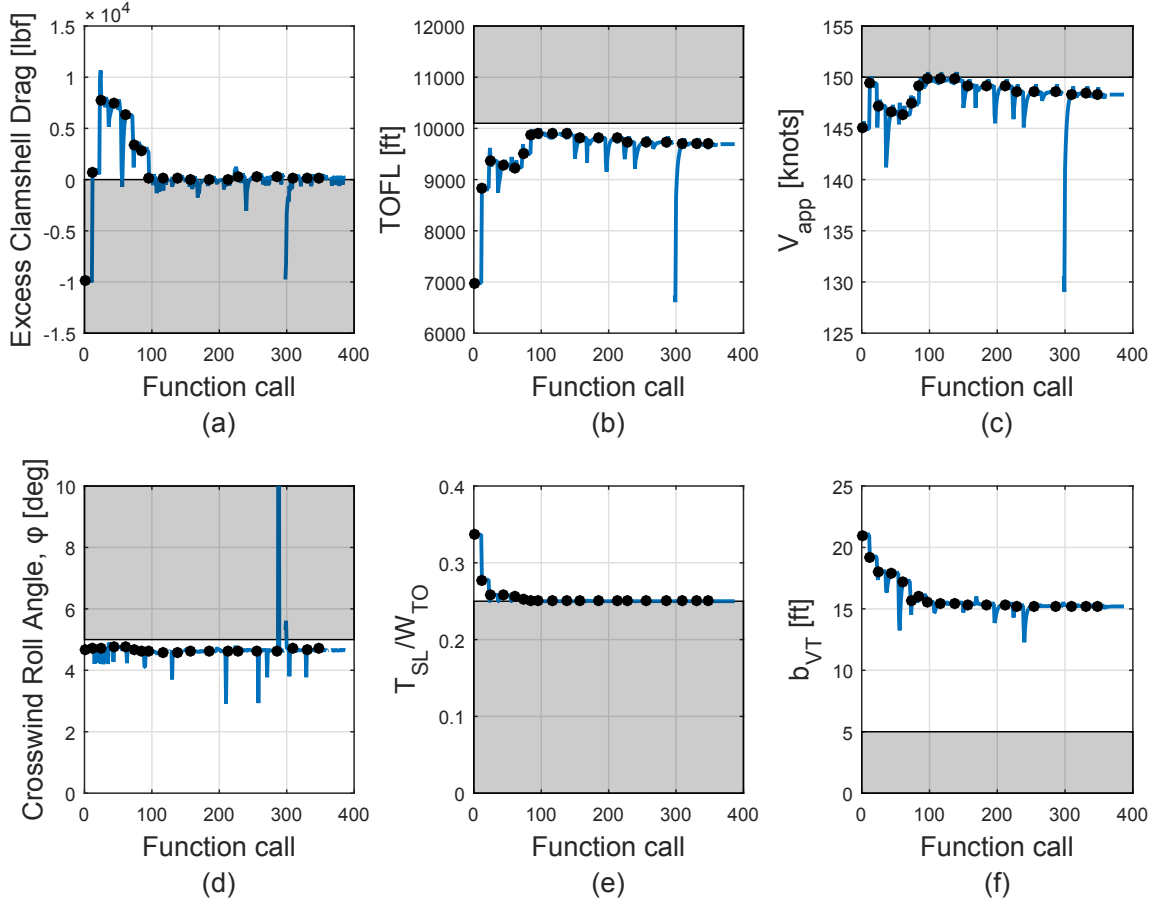 × 10⁴
1.5
1
0.5
0
-0.5
-1
-1.5
0 100 200 300 400
Excess Clamshell Drag [lbf]
Function call
(a)
12000
11000
10000
9000
8000
7000
6000
0 100 200 300 400
TOFL [ft]
Function call
(b)
155
150
145
140
135
130
125
0 100 200 300 400
V_app [knots]
Function call
(c)
10
8
6
4
2
0
0 100 200 300 400
Crosswind Roll Angle, φ [deg]
Function call
(d)
0.4
0.3
0.2
0.1
0
0 100 200 300 400
T_SL/W_TO
Function call
(e)
25
20
15
10
5
0
0 100 200 300 400
b_VT [ft]
Function call
(f)